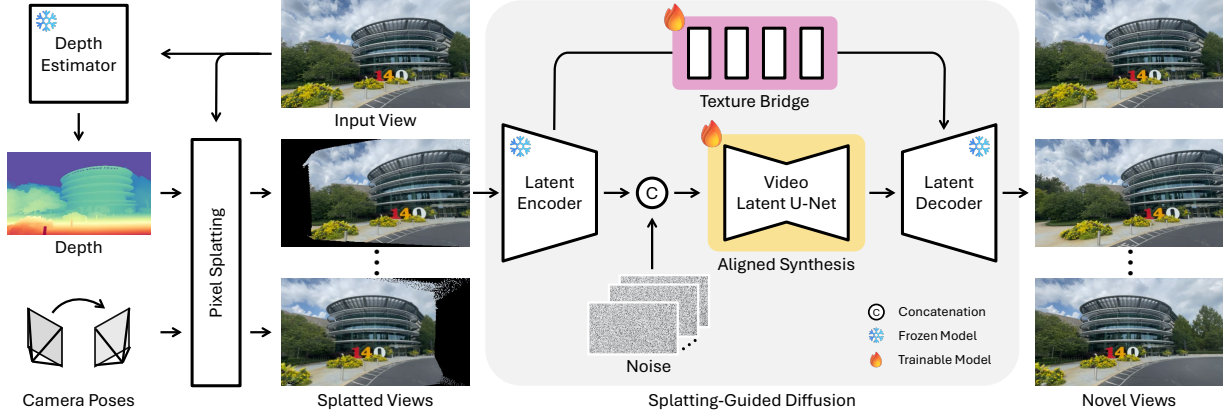 Depth
Estimator
Input View
Depth
Camera Poses
Pixel Splatting
Splatted Views
Texture Bridge
Latent
Encoder
C
Video
Latent U-Net
Aligned Synthesis
Latent
Decoder
Noise
C Concatenation
Frozen Model
Trainable Model
Splatting-Guided Diffusion
Novel Views
140
140
140
140
140
140